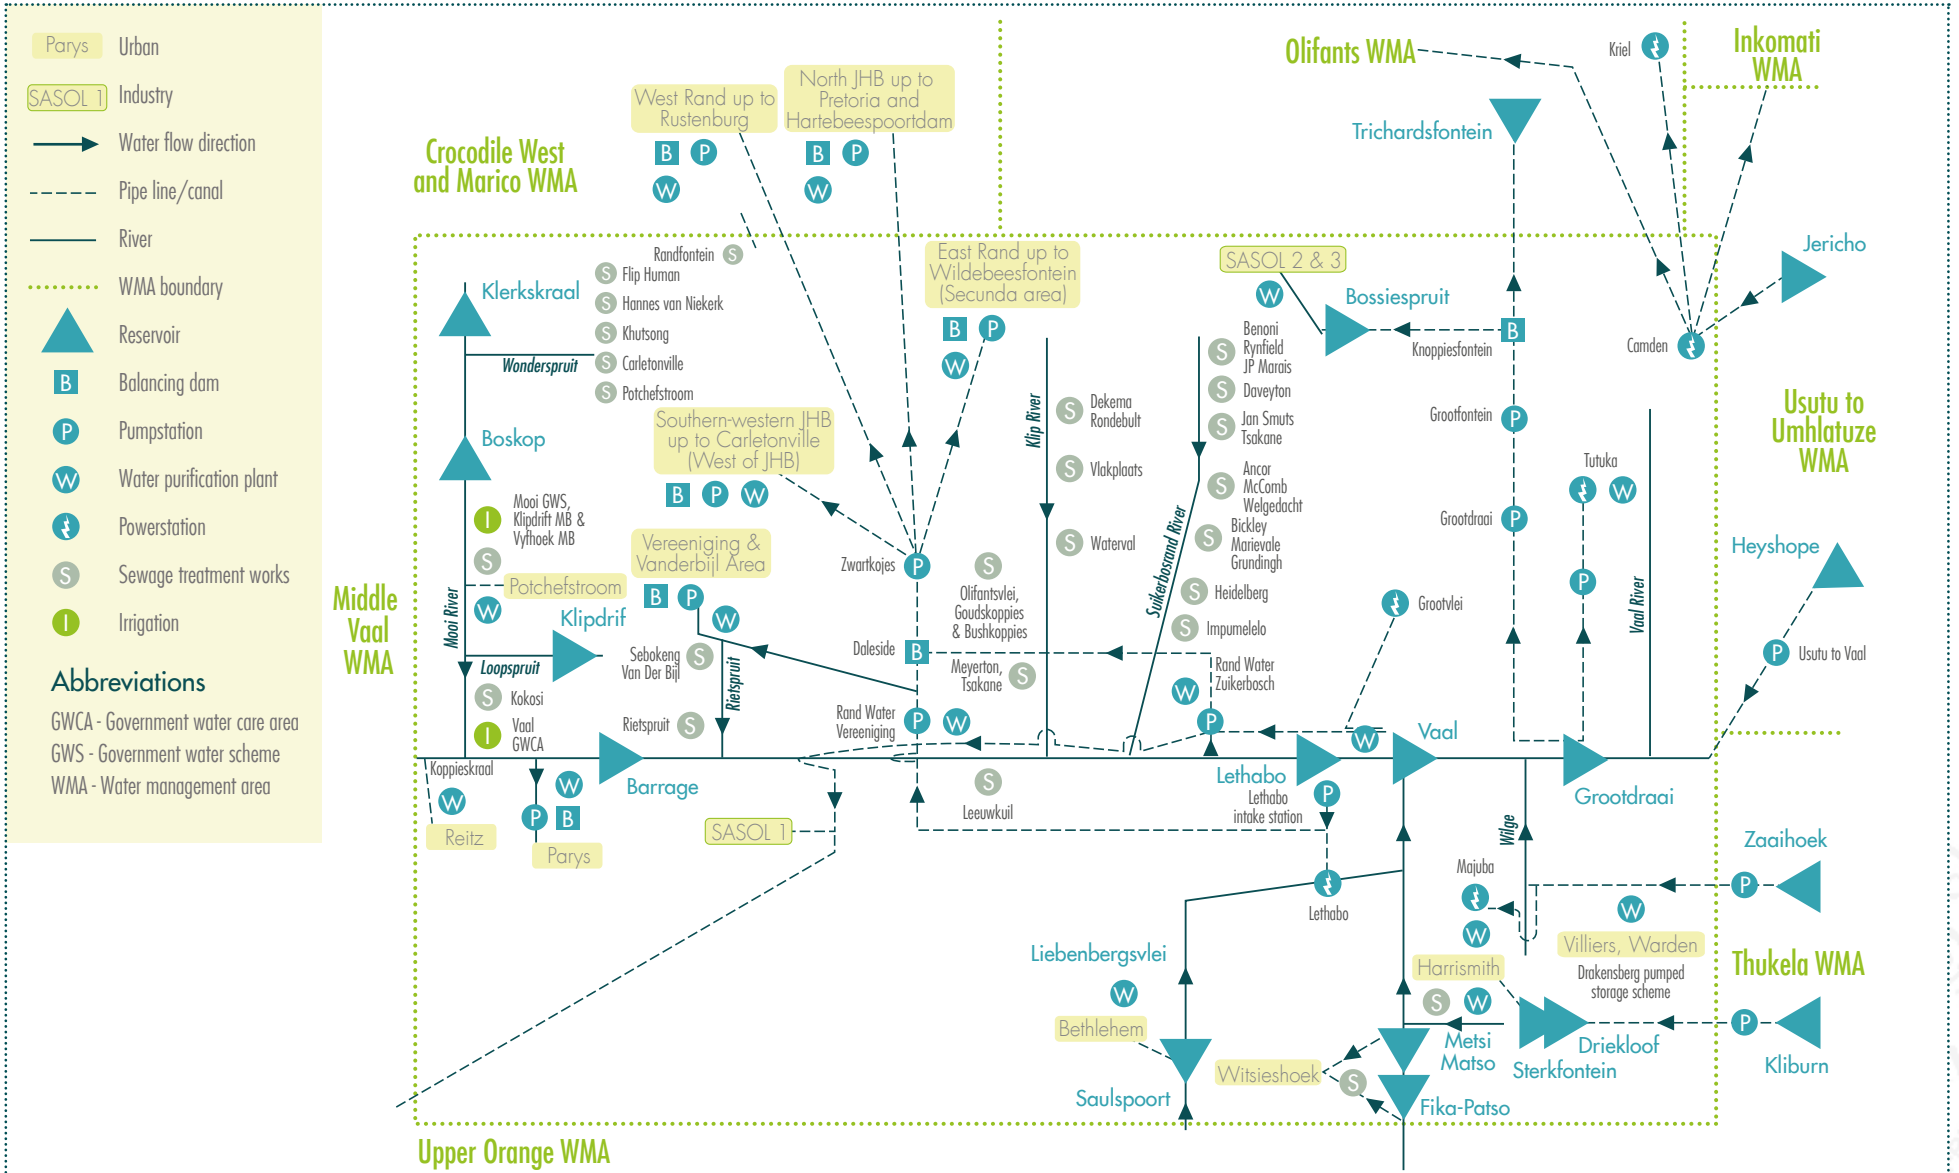 Parys
Urban
SASOL 1
Industry
Water flow direction
Pipe line/canal
River
WMA boundary
Reservoir
B
Balancing dam
P
Pumpstation
W
Water purification plant
Powerstation
S
Sewage treatment works
I
Irrigation
Abbreviations
GWCA - Government water care area
GWS - Government water scheme
WMA - Water management area
Crocodile West
and Marico WMA
West Rand up to
Rustenburg
B
P
W
North JHB up to
Pretoria and
Hartebeespoortdam
B
P
W
Olifants WMA
Kriel
Inkomati
WMA
Trichardsfontein
Jericho
Camden
Usutu to
Umhlatuze
WMA
Heyshope
P
Usutu to Vaal
Klerkskraal
Randfontein
S
S
Flip Human
S
Hannes van Niekerk
S
Khutsong
S
Carletonville
S
Potchefstroom
Wonderspruit
East Rand up to
Wildebeesfontein
(Secunda area)
B
P
W
SASOL 2 & 3
W
Bossiespruit
B
Knoppiesfontein
Grootfontein
P
Grootdraai
P
Tutuka
W
P
Vaal River
Boskop
Southern-western JHB
up to Carletonville
(West of JHB)
B
P
W
I
Mooi GWS,
Klipdrift MB &
Vyfhoek MB
S
Potchefstroom
W
Mooi River
Klipdrif
Loopspruit
S
Kokosi
I
Vaal
GWCA
Middle
Vaal
WMA
Vereeniging &
Vanderbijl Area
B
P
W
Sebokeng
Van Der Bijl
S
Rietspruit
Rietspruit
S
Zwartkojes
P
Daleside
B
Rand Water
Vereeniging
P
W
S
Olifantsvlei,
Goudskoppies
& Bushkoppies
Meyerton,
Tsakane
S
Klip River
S
Dekema
Rondebult
S
Vlakplaats
S
Waterval
Suikerbosrand River
S
Benoni
Rynfield
JP Marais
S
Daveyton
S
Jan Smuts
Tsakane
S
Ancor
McComb
Welgedacht
S
Bickley
Marievale
Grundingh
S
Heidelberg
S
Impumelelo
Rand Water
Zuikerbosch
W
P
Grootvlei
W
Vaal
Lethabo
P
Lethabo
intake station
Grootdraai
Koppieskraal
W
Reitz
P
W
B
Parys
Barrage
SASOL 1
S
Leeuwkuil
Lethabo
Wilge
Majuba
W
W
Villiers, Warden
Drakensberg pumped
storage scheme
Zaaihoek
P
Thukela WMA
P
Kliburn
Harrismith
S
W
Driekloof
Sterkfontein
Metsi
Matso
Fika-Patso
Witsieshoek
S
Liebenbergsvlei
W
Bethlehem
Saulspoort
Upper Orange WMA